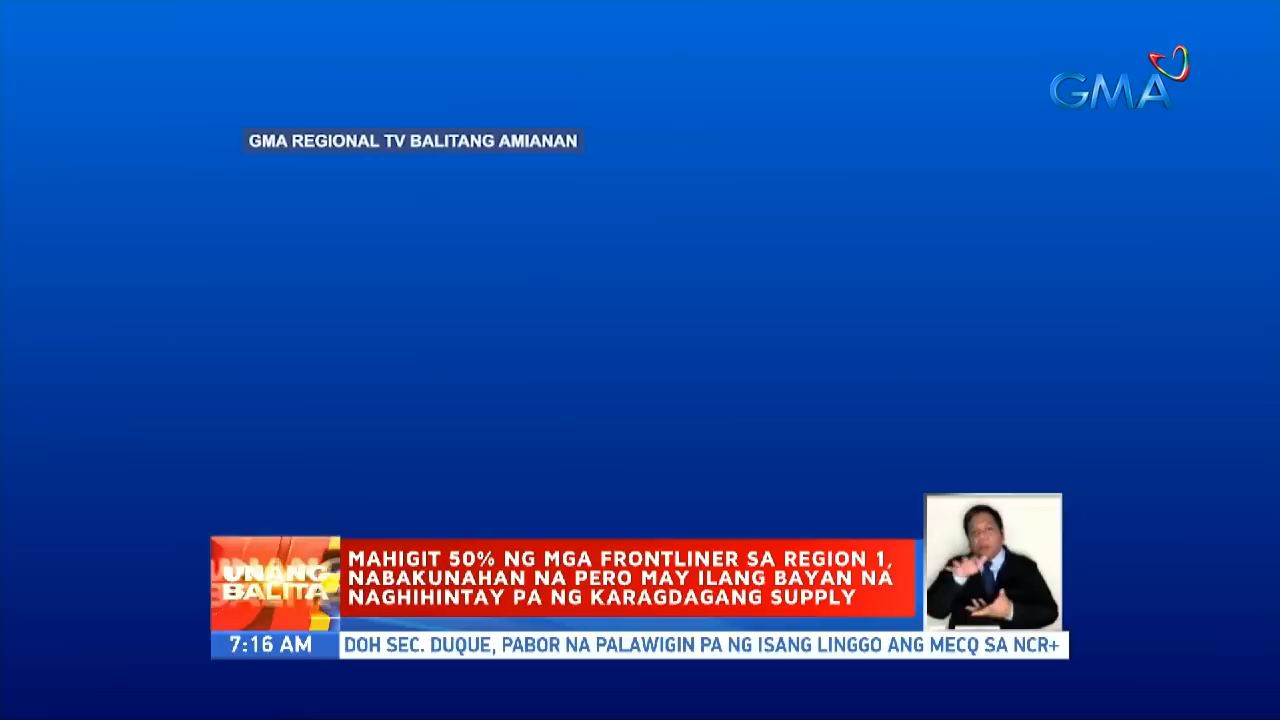 GMA
GMA REGIONAL TV BALITANG AMIANAN
UNANG
BALITA
MAHIGIT 50% NG MGA FRONTLINER SA REGION 1,
NABAKUNAHAN NA PERO MAY ILANG BAYAN NA
NAGHIHINTAY PA NG KARAGDAGANG SUPPLY
7:16 AM
DOH SEC. DUQUE, PABOR NA PALAWIGIN PA NG ISANG LINGGO ANG MECQ SA NCR+